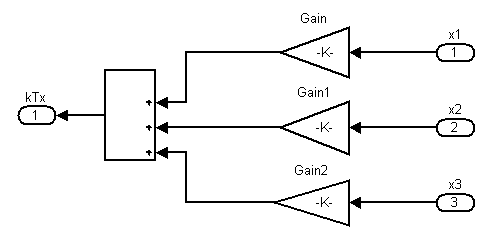 Gain
x1
-K-
1
Gain1
x2
kTx
+
1
+
-K-
2
+
Gain2
x3
-K-
3